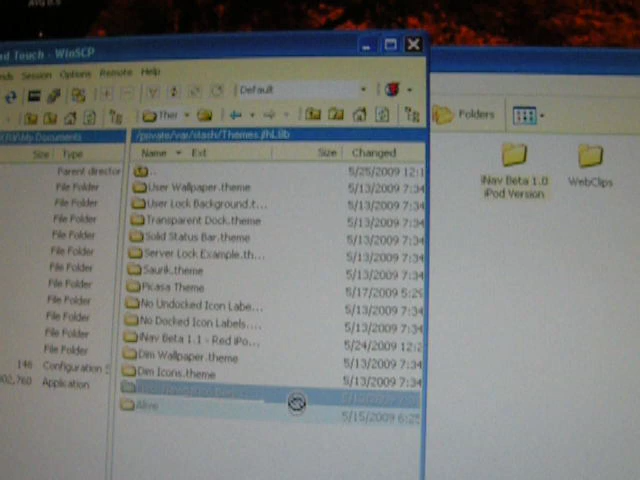 AVG 8.5
d Touch - WinSCP
nds Session Options Remote Help
Default
Ther
Folders
\My Documents
/private/var/stash/Themes.jfhLBb
Size Type
Name Ext Size Changed
Parent director
.. 5/25/2009 12:1
File Folder
User Wallpaper.theme 5/13/2009 7:34
File Folder
User Lock Background.t... 5/13/2009 7:34
File Folder
Transparent Dock.theme 5/13/2009 7:34
File Folder
Solid Status Bar.theme 5/13/2009 7:34
File Folder
Server Lock Example.th... 5/13/2009 7:34
File Folder
Saurik.theme 5/13/2009 7:34
File Folder
Picasa Theme 5/17/2009 5:29
File Folder
No Undocked Icon Labe... 5/13/2009 7:34
File Folder
No Docked Icon Labels.... 5/13/2009 7:34
File Folder
iNav Beta 1.1 - Red iPo... 5/24/2009 12:2
File Folder
Dim Wallpaper.theme 5/13/2009 7:34
146 Configuration S
Dim Icons.theme 5/13/2009 7:34
02,760 Application
Alive 5/15/2009 6:25
iNav Beta 1.0
iPod Version
WebClips